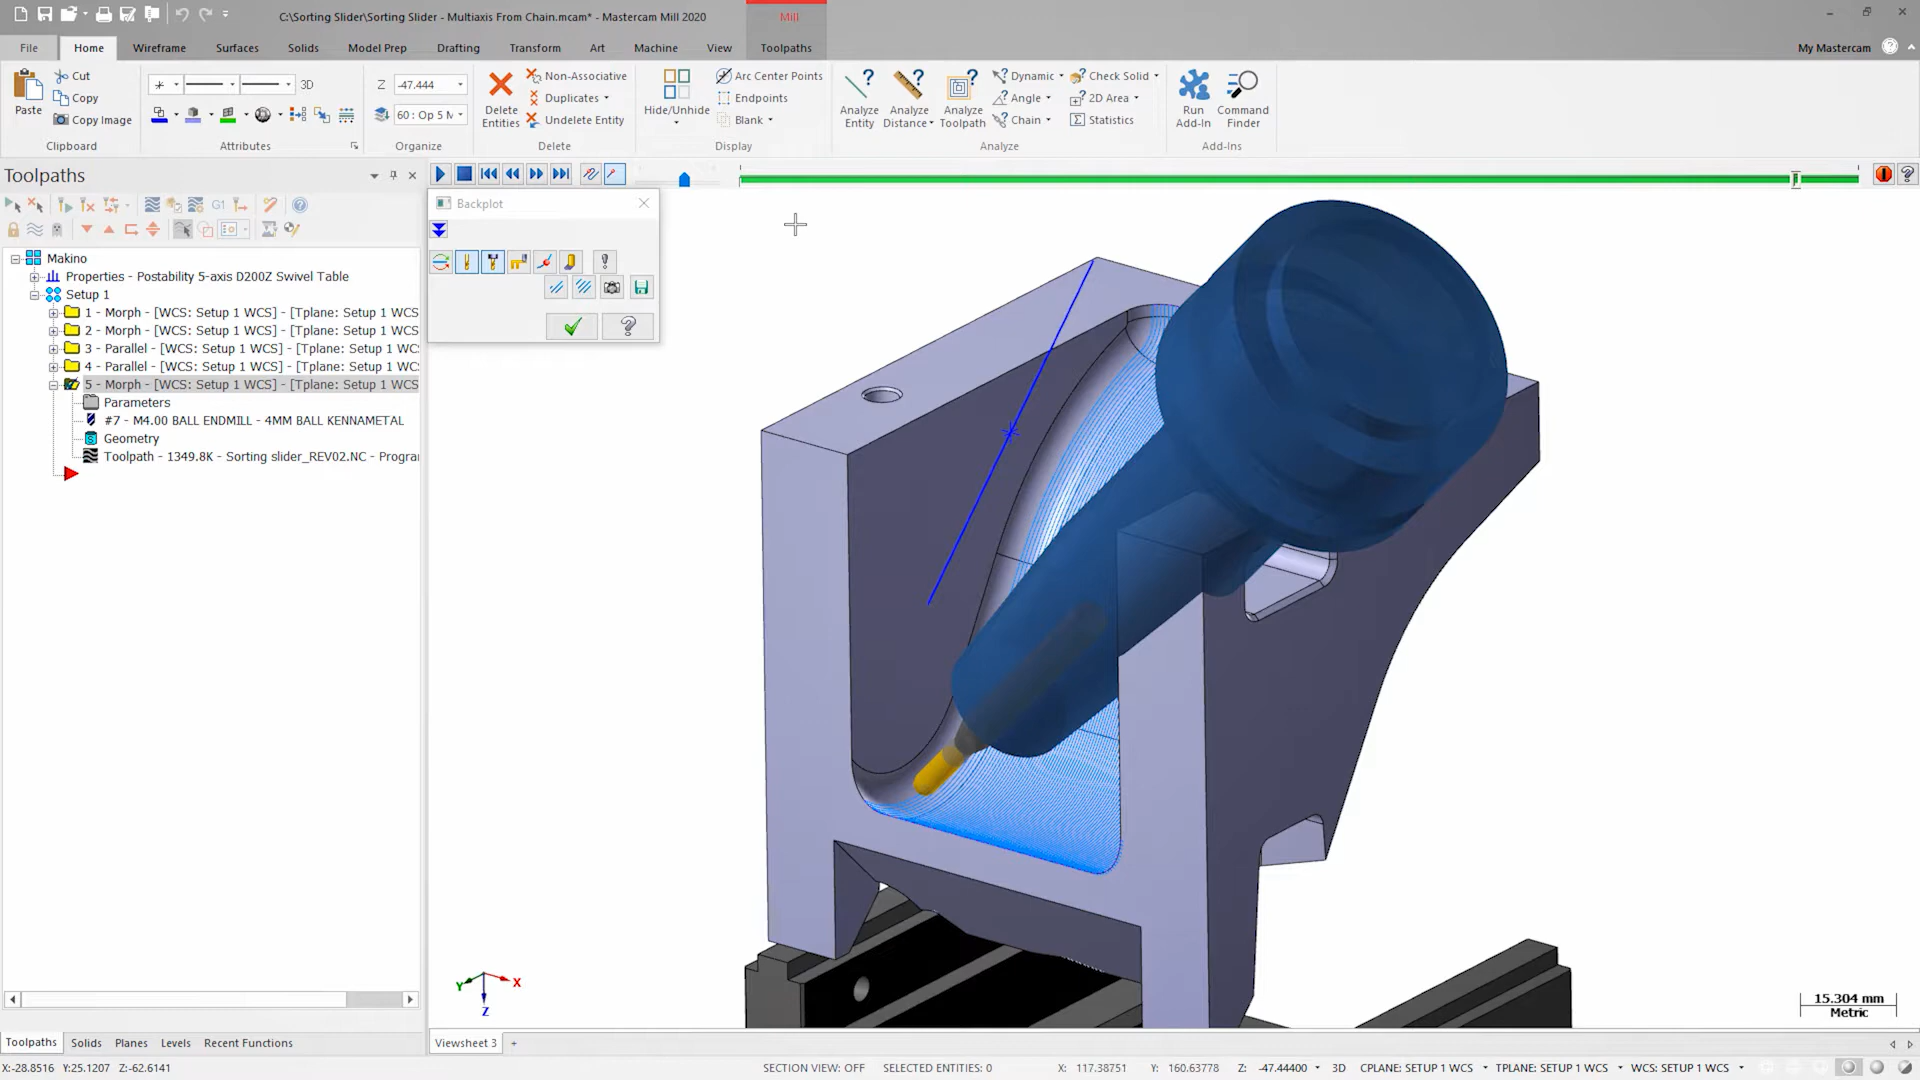 C:\Sorting Slider\Sorting Slider - Multiaxis From Chain.mcam* - Mastercam Mill 2020
Mill
File Home Wireframe Surfaces Solids Model Prep Drafting Transform Art Machine View Toolpaths My Mastercam
Paste
Cut
Copy
Copy Image
Clipboard
3D
Attributes
Z -47.444
60 : Op 5 M
Organize
Delete Entities
Non-Associative
Duplicates
Undelete Entity
Delete
Hide/Unhide
Arc Center Points
Endpoints
Blank
Display
Analyze Entity
Analyze Distance
Analyze Toolpath
Dynamic
Angle
Chain
Check Solid
2D Area
Statistics
Analyze
Run Add-In
Command Finder
Add-Ins
Toolpaths
Backplot
G1
Makino
Properties - Postability 5-axis D200Z Swivel Table
Setup 1
1 - Morph - [WCS: Setup 1 WCS] - [Tplane: Setup 1 WCS
2 - Morph - [WCS: Setup 1 WCS] - [Tplane: Setup 1 WCS
3 - Parallel - [WCS: Setup 1 WCS] - [Tplane: Setup 1 WC
4 - Parallel - [WCS: Setup 1 WCS] - [Tplane: Setup 1 WC
5 - Morph - [WCS: Setup 1 WCS] - [Tplane: Setup 1 WCS
Parameters
#7 - M4.00 BALL ENDMILL - 4MM BALL KENNAMETAL
Geometry
Toolpath - 1349.8K - Sorting slider_REV02.NC - Progra
Y X
Z
15.304 mm
Metric
Toolpaths Solids Planes Levels Recent Functions
Viewsheet 3 +
X:-28.8516 Y:25.1207 Z:-62.6141
SECTION VIEW: OFF SELECTED ENTITIES: 0 X: 117.38751 Y: 160.63778 Z: -47.44400 3D CPLANE: SETUP 1 WCS TPLANE: SETUP 1 WCS WCS: SETUP 1 WCS